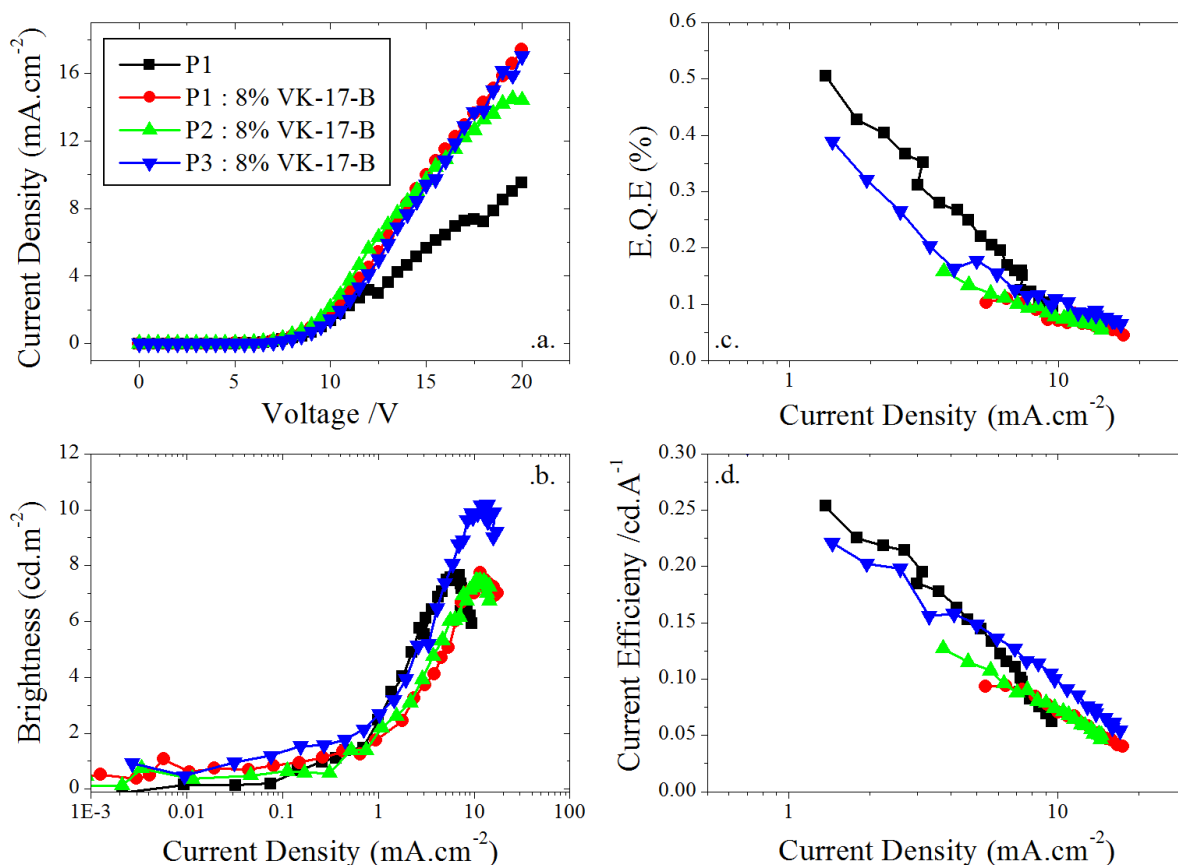 Current Density (mA.cm-2)
16
12
8
4
0
P1
P1 : 8% VK-17-B
P2 : 8% VK-17-B
P3 : 8% VK-17-B
.a.
0 5 10 15 20
Voltage /V
E.Q.E (%)
0.6
0.5
0.4
0.3
0.2
0.1
0.0
.c.
1 10
Current Density (mA.cm-2)
Brightness (cd.m-2)
12
10
8
6
4
2
0
.b.
1E-3 0.01 0.1 1 10 100
Current Density (mA.cm-2)
Current Efficieny /cd.A-1
0.30
0.25
0.20
0.15
0.10
0.05
0.00
.d.
1 10
Current Density (mA.cm-2)